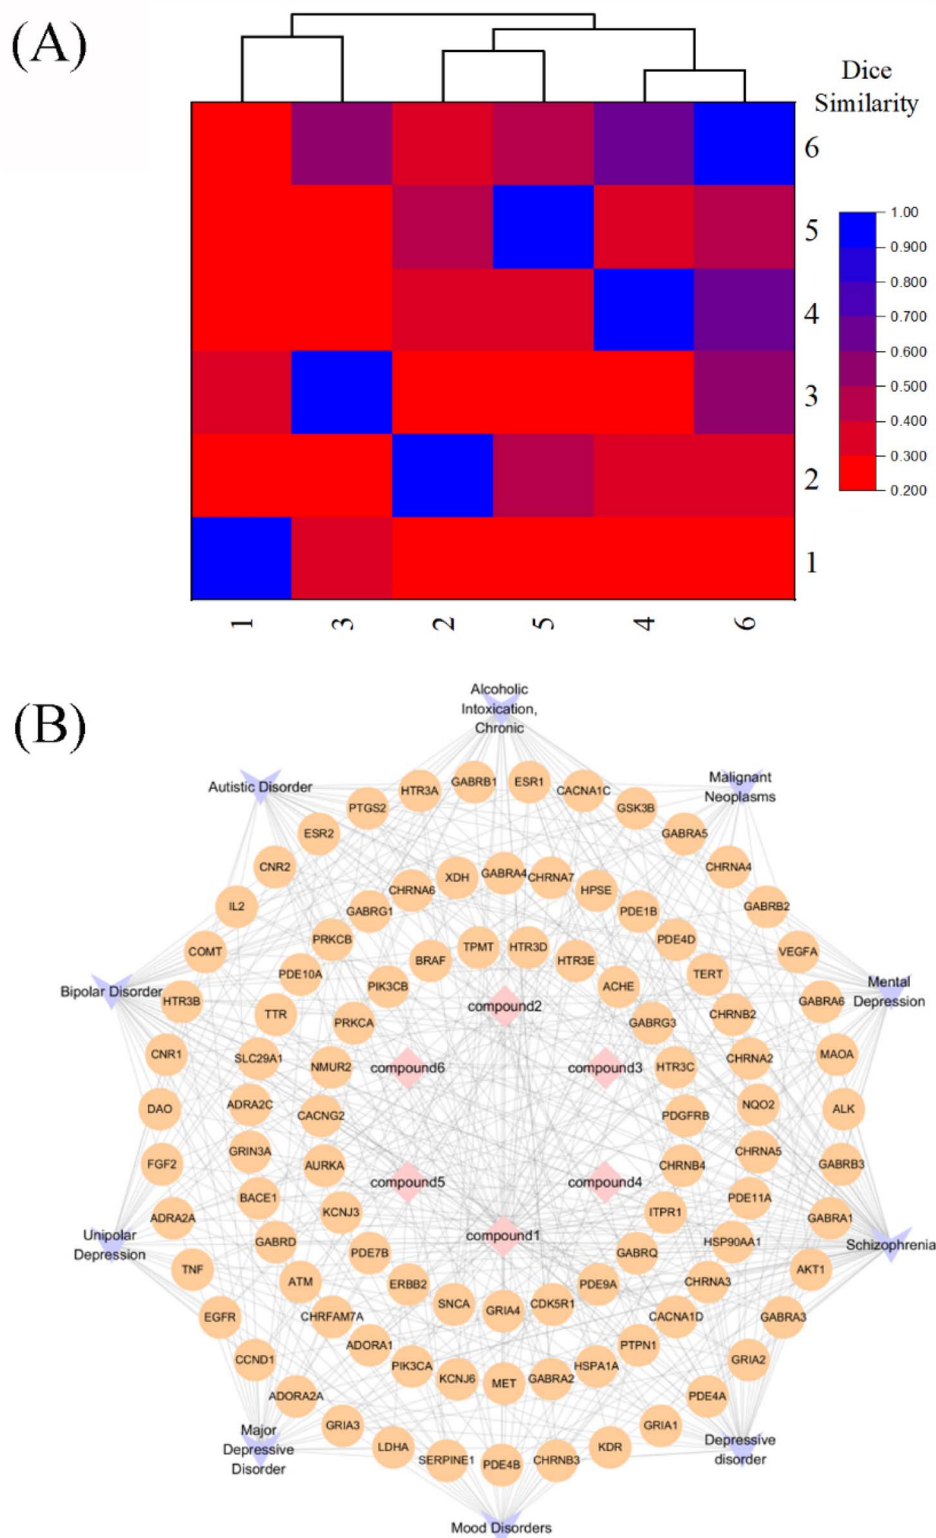 (A)
Dice
Similarity
6
5
4
3
2
1
1.00
0.900
0.800
0.700
0.600
0.500
0.400
0.300
0.200
1 3 2 5 4 6
(B)
Alcoholic
Intoxication,
Chronic
Autistic Disorder
Malignant
Neoplasms
Bipolar Disorder
Mental
Depression
Unipolar
Depression
Schizophrenia
Major
Depressive
Disorder
Depressive
disorder
Mood Disorders
GABRB1
ESR1
CACNA1C
GSK3B
GABRA5
CHRNA4
GABRB2
VEGFA
GABRA6
MAOA
ALK
GABRB3
GABRA1
AKT1
GABRA3
GRIA2
PDE4A
GRIA1
KDR
CHRNB3
PDE4B
SERPINE1
LDHA
GRIA3
ADORA2A
CCND1
EGFR
TNF
ADRA2A
FGF2
DAO
CNR1
HTR3B
COMT
IL2
CNR2
ESR2
PTGS2
HTR3A
GABRA4
CHRNA7
HPSE
PDE1B
PDE4D
TERT
CHRNB2
CHRNA2
NQO2
CHRNA5
PDE11A
HSP90AA1
CHRNA3
CACNA1D
PTPN1
HSPA1A
GABRA2
MET
KCNJ6
PIK3CA
ADORA1
CHRFAM7A
ATM
GABRD
BACE1
GRIN3A
ADRA2C
SLC29A1
TTR
PDE10A
PRKCB
GABRG1
CHRNA6
XDH
TPMT
HTR3D
HTR3E
ACHE
GABRG3
HTR3C
PDGFRB
CHRNB4
ITPR1
GABRQ
PDE9A
CDK5R1
GRIA4
SNCA
ERBB2
PDE7B
KCNJ3
AURKA
CACNG2
NMUR2
PRKCA
PIK3CB
BRAF
compound2
compound6
compound3
compound5
compound4
compound1